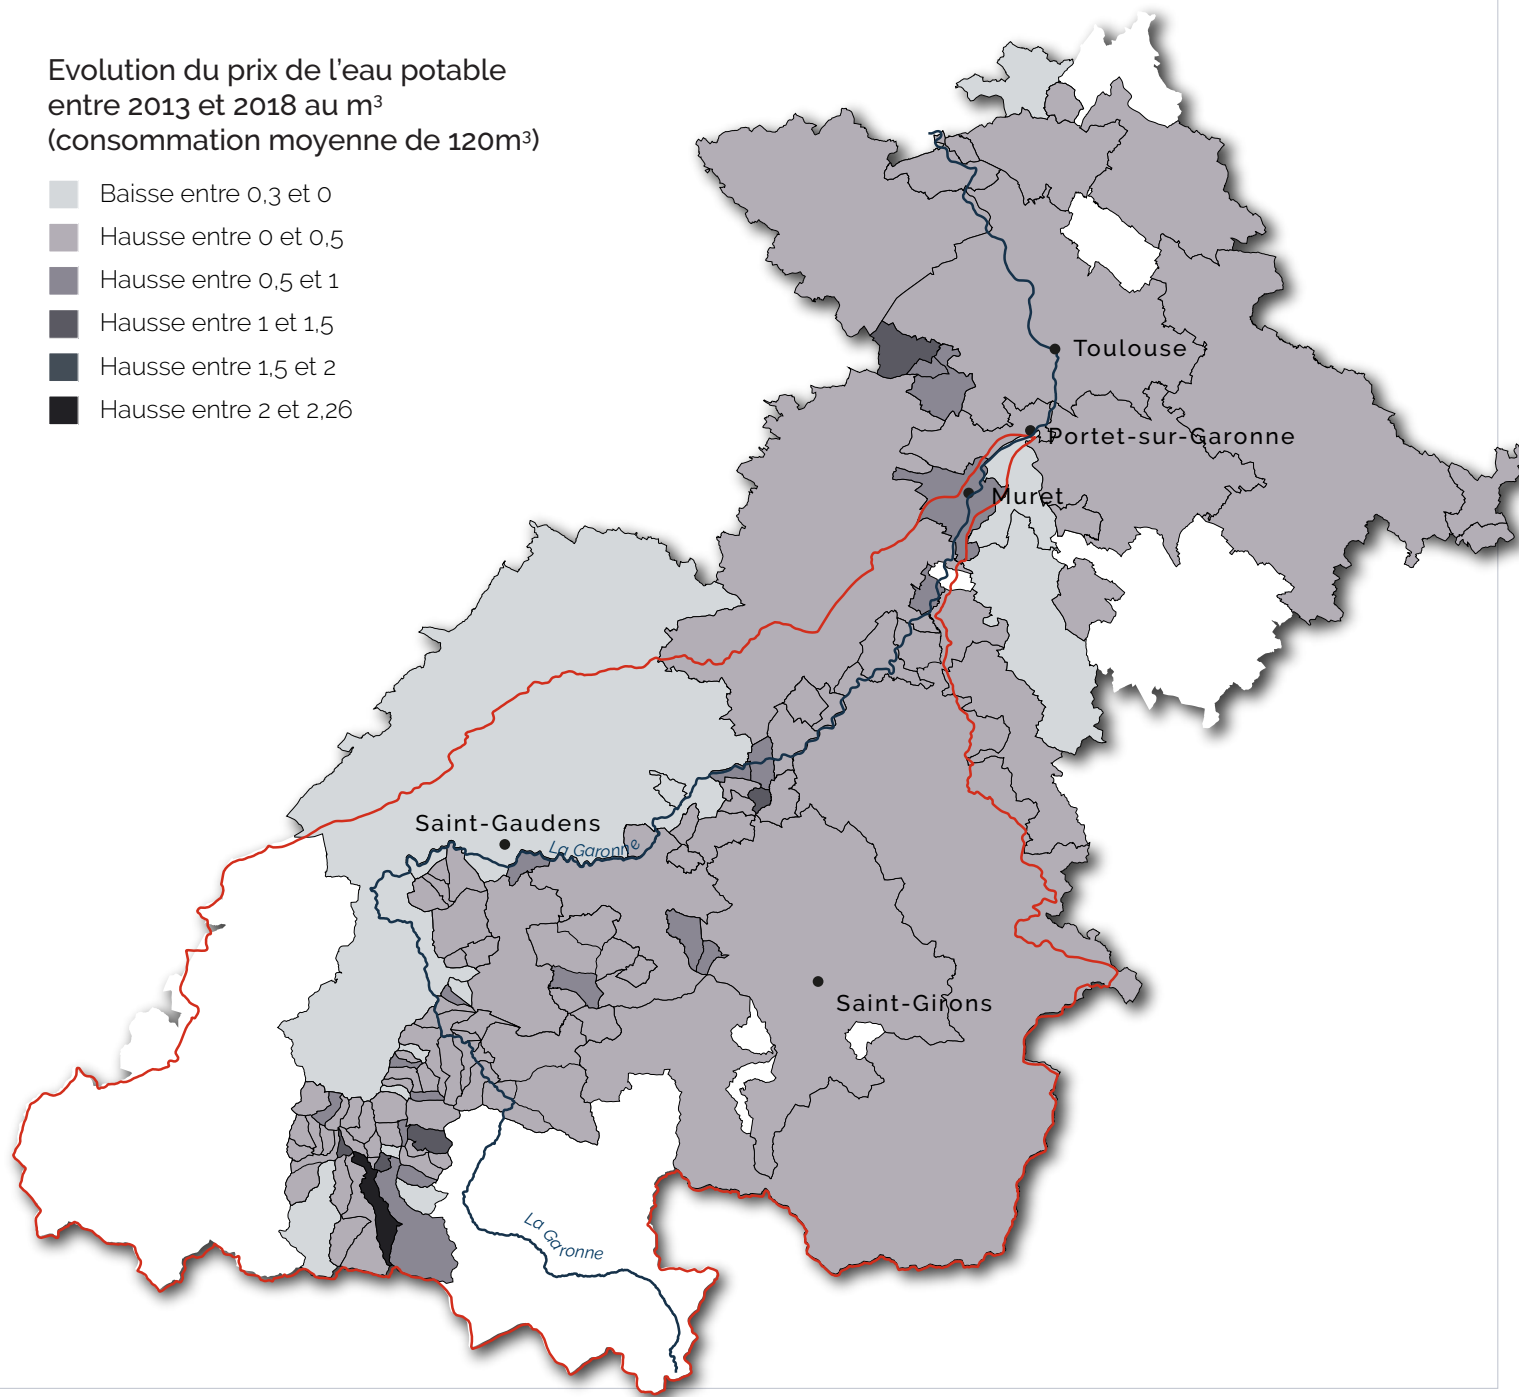 Evolution du prix de l'eau potable
entre 2013 et 2018 au m³
(consommation moyenne de 120m³)
Baisse entre 0,3 et 0
Hausse entre 0 et 0,5
Hausse entre 0,5 et 1
Hausse entre 1 et 1,5
Hausse entre 1,5 et 2
Hausse entre 2 et 2,26
Toulouse
Portet-sur-Garonne
Muret
Saint-Gaudens
La Garonne
Saint-Girons
La Garonne